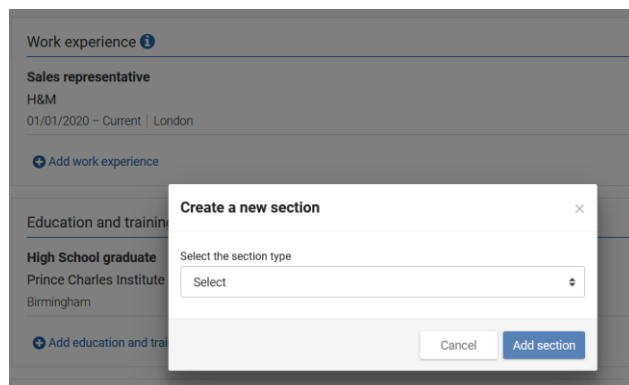 Work experience
Sales representative
H&M
01/01/2020 – Current | London
Add work experience
Education and training
High School graduate
Prince Charles Institute
Birmingham
Add education and trai
Create a new section
×
Select the section type
Select
Cancel
Add section